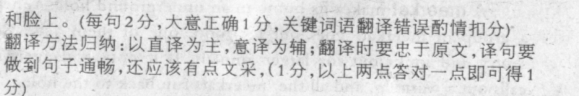 和脸上。(每句2分,大意正确1分,关键词语翻译错误酌情扣分)
翻译方法归纳:以直译为主,意译为辅;翻译时要忠于原文,译句要
做到句子通畅,还应该有点文采,(1分,以上两点答对一点即可得1
分)